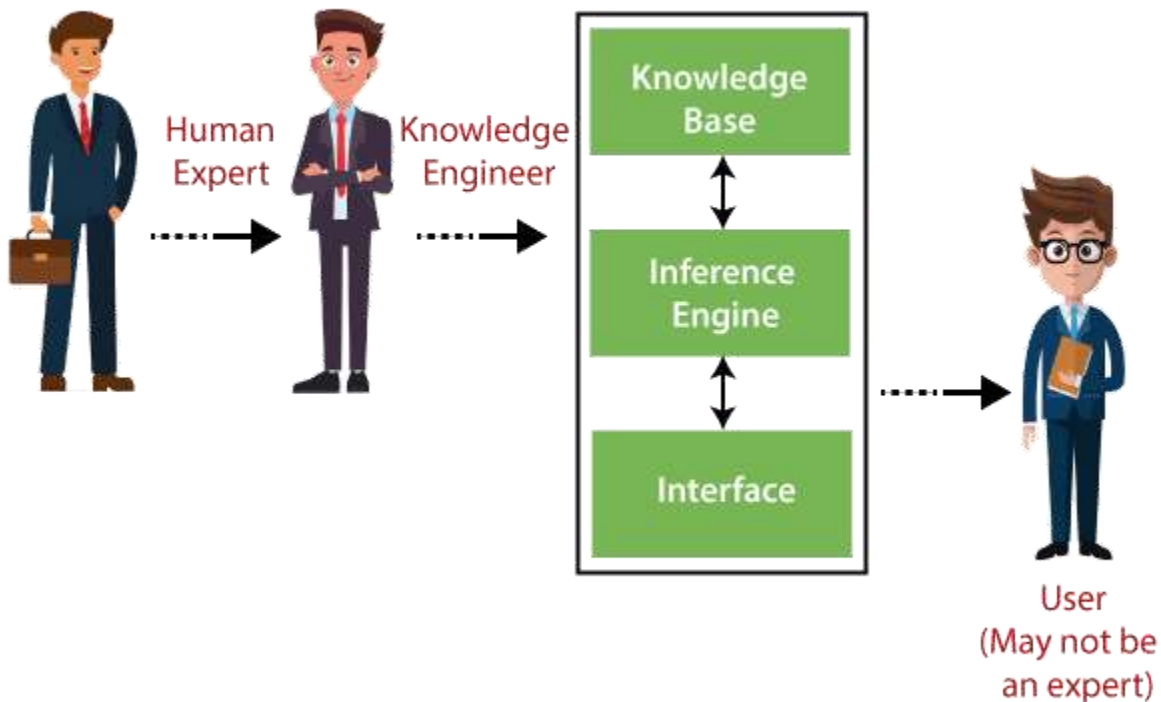 Human
Expert
Knowledge
Engineer
Knowledge
Base
Inference
Engine
Interface
User
(May not be
an expert)